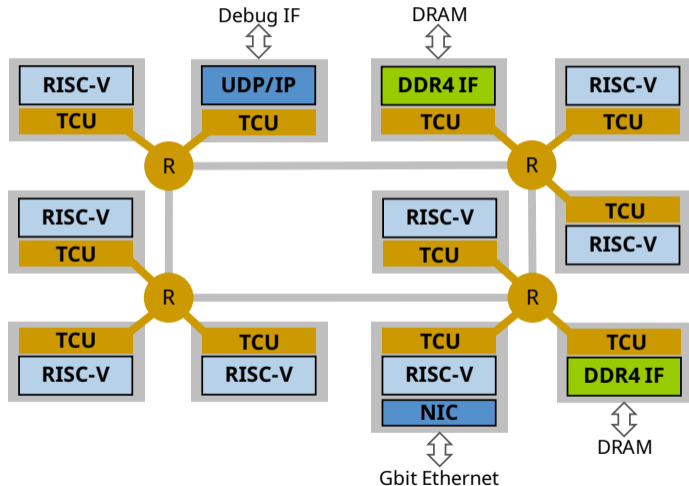 Debug IF
DRAM
RISC-V
TCU
UDP/IP
TCU
DDR4 IF
TCU
RISC-V
TCU
R
R
RISC-V
TCU
RISC-V
TCU
TCU
RISC-V
R
R
TCU
RISC-V
TCU
RISC-V
TCU
RISC-V
NIC
TCU
DDR4 IF
Gbit Ethernet
DRAM